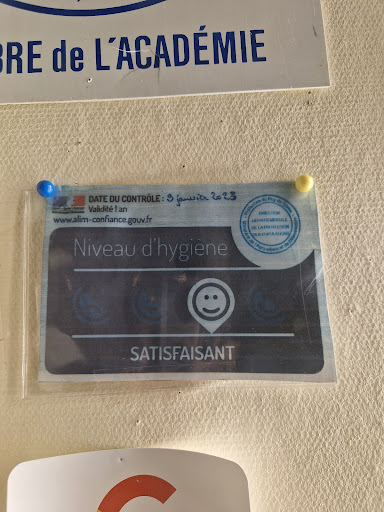 BRE de L'ACADÉMIE
DATE DU CONTRÔLE : 3 janvier 2023
Validité 1 an
www.alim-confiance.gouv.fr
Niveau d'hygiène
SATISFAISANT